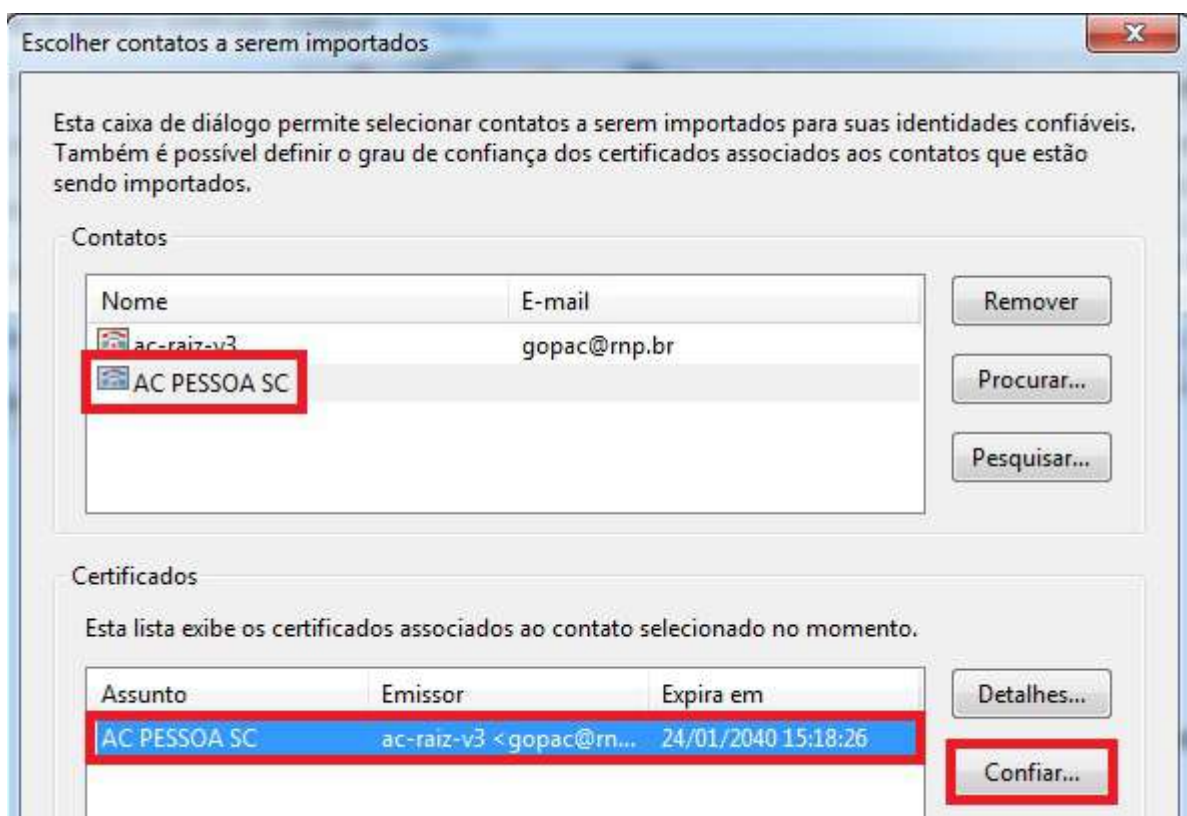 Escolher contatos a serem importados
Esta caixa de diálogo permite selecionar contatos a serem importados para suas identidades confiáveis.
Também é possível definir o grau de confiança dos certificados associados aos contatos que estão
sendo importados.
Contatos
Nome E-mail
Remover
ac-raiz-v3 gopac@rnp.br
AC PESSOA SC
Procurar...
Pesquisar...
Certificados
Esta lista exibe os certificados associados ao contato selecionado no momento.
Assunto Emissor Expira em
Detalhes...
AC PESSOA SC ac-raiz-v3 <gopac@rn... 24/01/2040 15:18:26
Confiar...